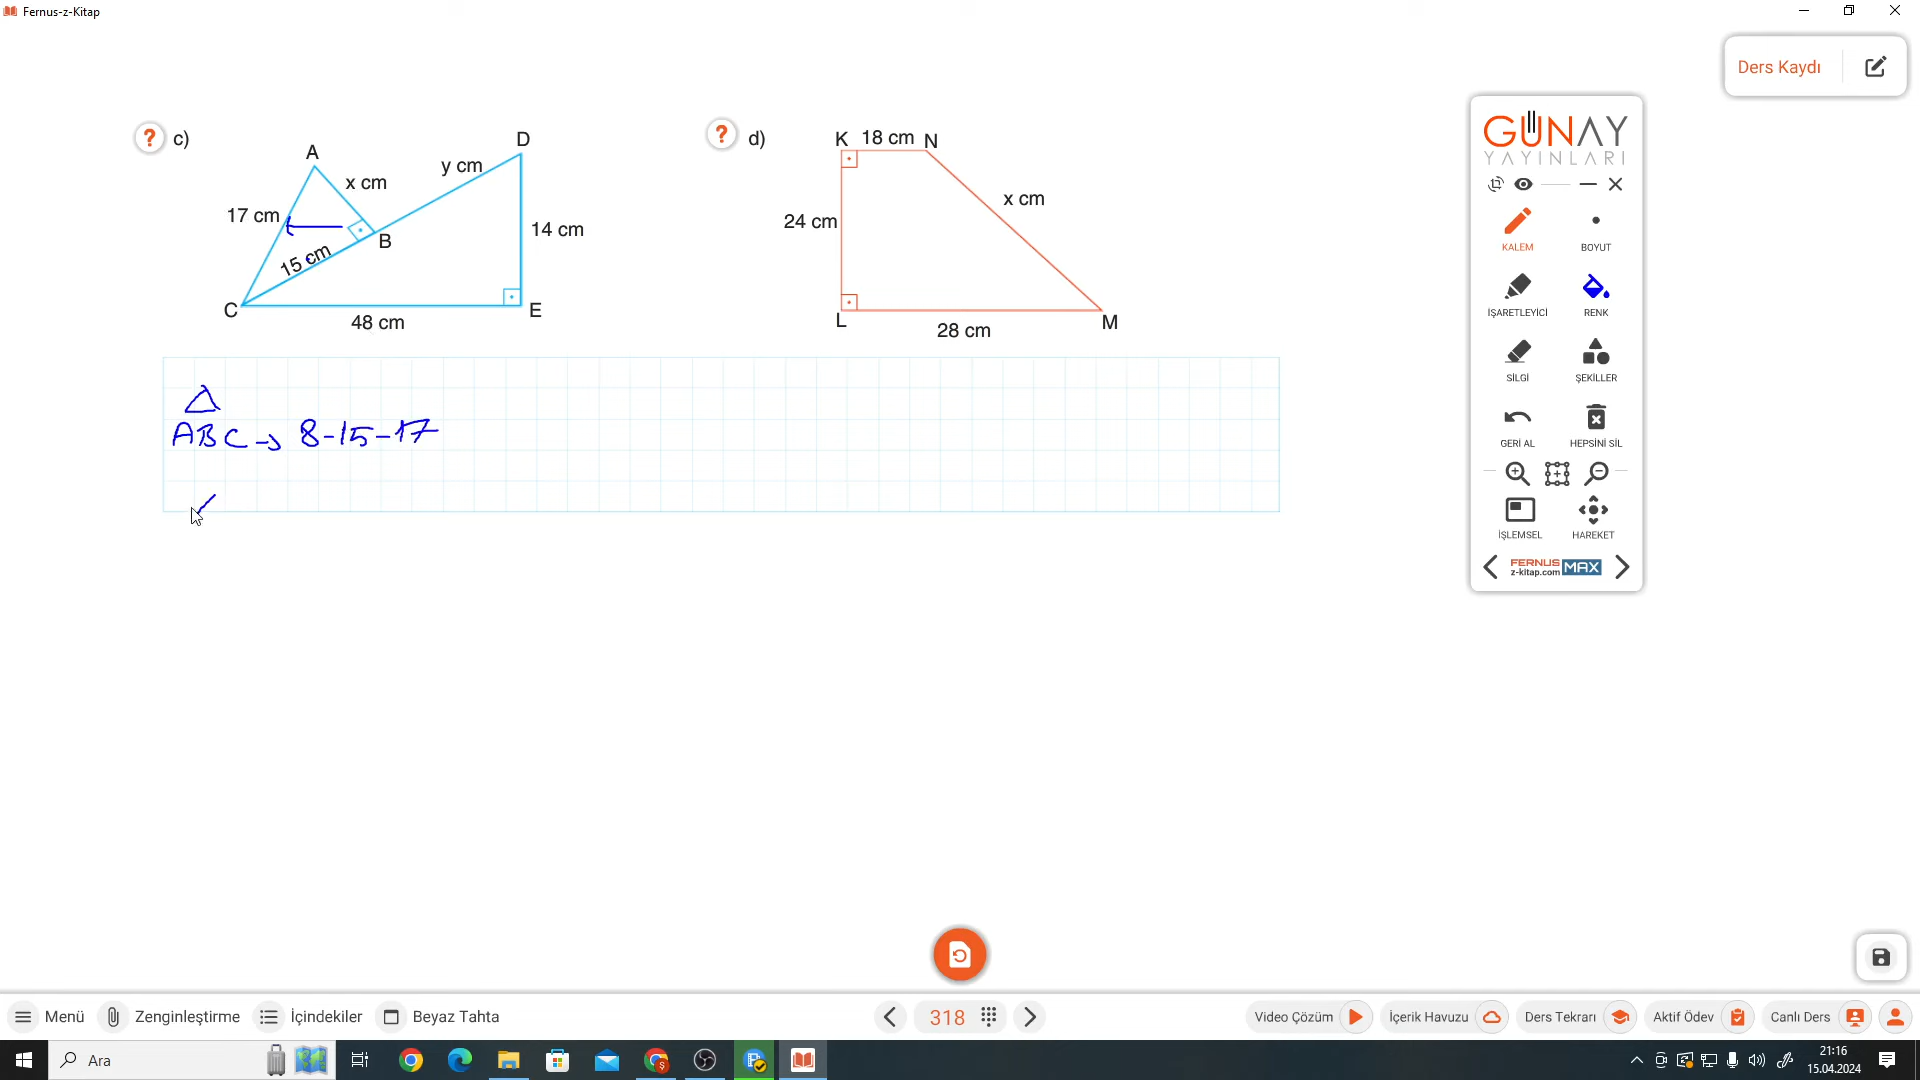 Fernus-z-Kitap
Ders Kaydı
? c)
A
D
x cm
y cm
17 cm
B
15 cm
14 cm
C
E
48 cm
? d)
K 18 cm N
24 cm
x cm
L
M
28 cm
ABC → 8-15-17
GÜNAY
YAYINLARI
KALEM
BOYUT
İŞARETLEYİCİ
RENK
SİLGİ
ŞEKİLLER
GERİ AL
HEPSİNİ SİL
İŞLEMSEL
HAREKET
FERNUS
z-kitap.com MAX
Menü
Zenginleştirme
İçindekiler
Beyaz Tahta
318
Video Çözüm
İçerik Havuzu
Ders Tekrarı
Aktif Ödev
Canlı Ders
Ara
21:16
15.04.2024